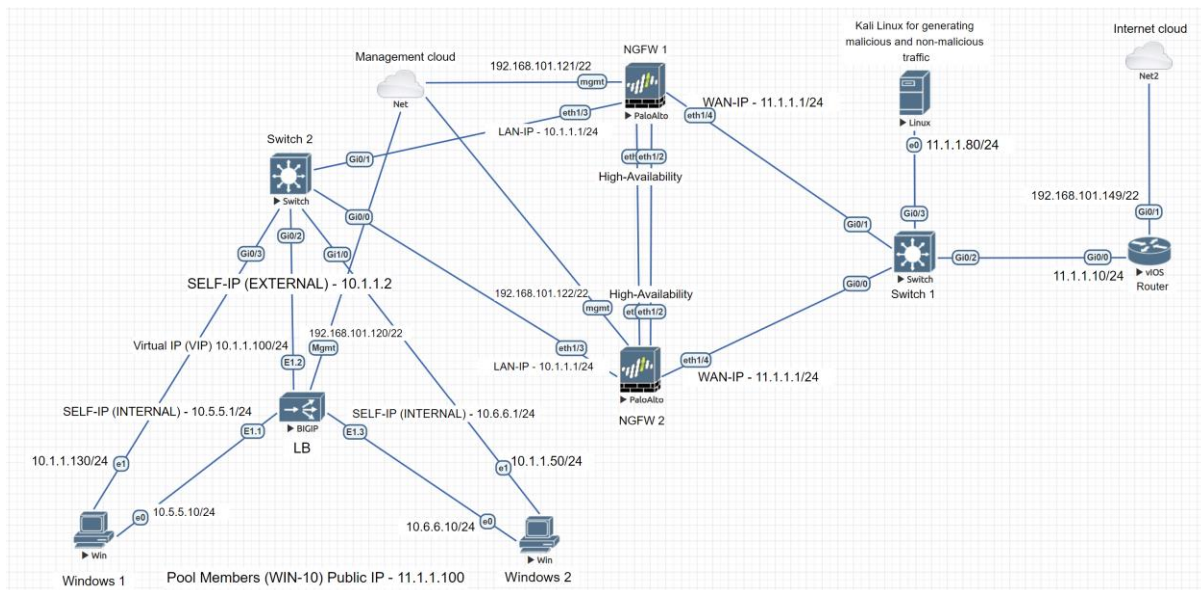 Kali Linux for generating
malicious and non-malicious
traffic
Internet cloud
NGFW 1
Management cloud
192.168.101.121/22
mgmt
Net
PaloAlto
WAN-IP - 11.1.1.1/24
eth1/4
Linux
Net2
eth1/3
LAN-IP - 10.1.1.1/24
e0
11.1.1.80/24
Switch 2
Gi0/1
eth1/2
High-Availability
Switch
192.168.101.149/22
Gi0/0
Gi0/3
Gi0/1
Gi0/2
Gi0/1
Gi0/3
Gi1/0
Gi0/2
Gi0/0
SELF-IP (EXTERNAL) - 10.1.1.2
Switch
11.1.1.10/24
vIOS
Gi0/0
Switch 1
Router
192.168.101.122/22
High-Availability
mgmt
eth1/2
192.168.101.120/22
Virtual IP (VIP) 10.1.1.100/24
Mgmt
eth1/3
E1.2
LAN-IP - 10.1.1.1/24
eth1/4
WAN-IP - 11.1.1.1/24
PaloAlto
SELF-IP (INTERNAL) - 10.5.5.1/24
SELF-IP (INTERNAL) - 10.6.6.1/24
NGFW 2
BIGIP
E1.1
E1.3
LB
10.1.1.130/24
e1
e1
10.1.1.50/24
e0
10.5.5.10/24
10.6.6.10/24
e0
Win
Win
Windows 1
Pool Members (WIN-10) Public IP - 11.1.1.100
Windows 2